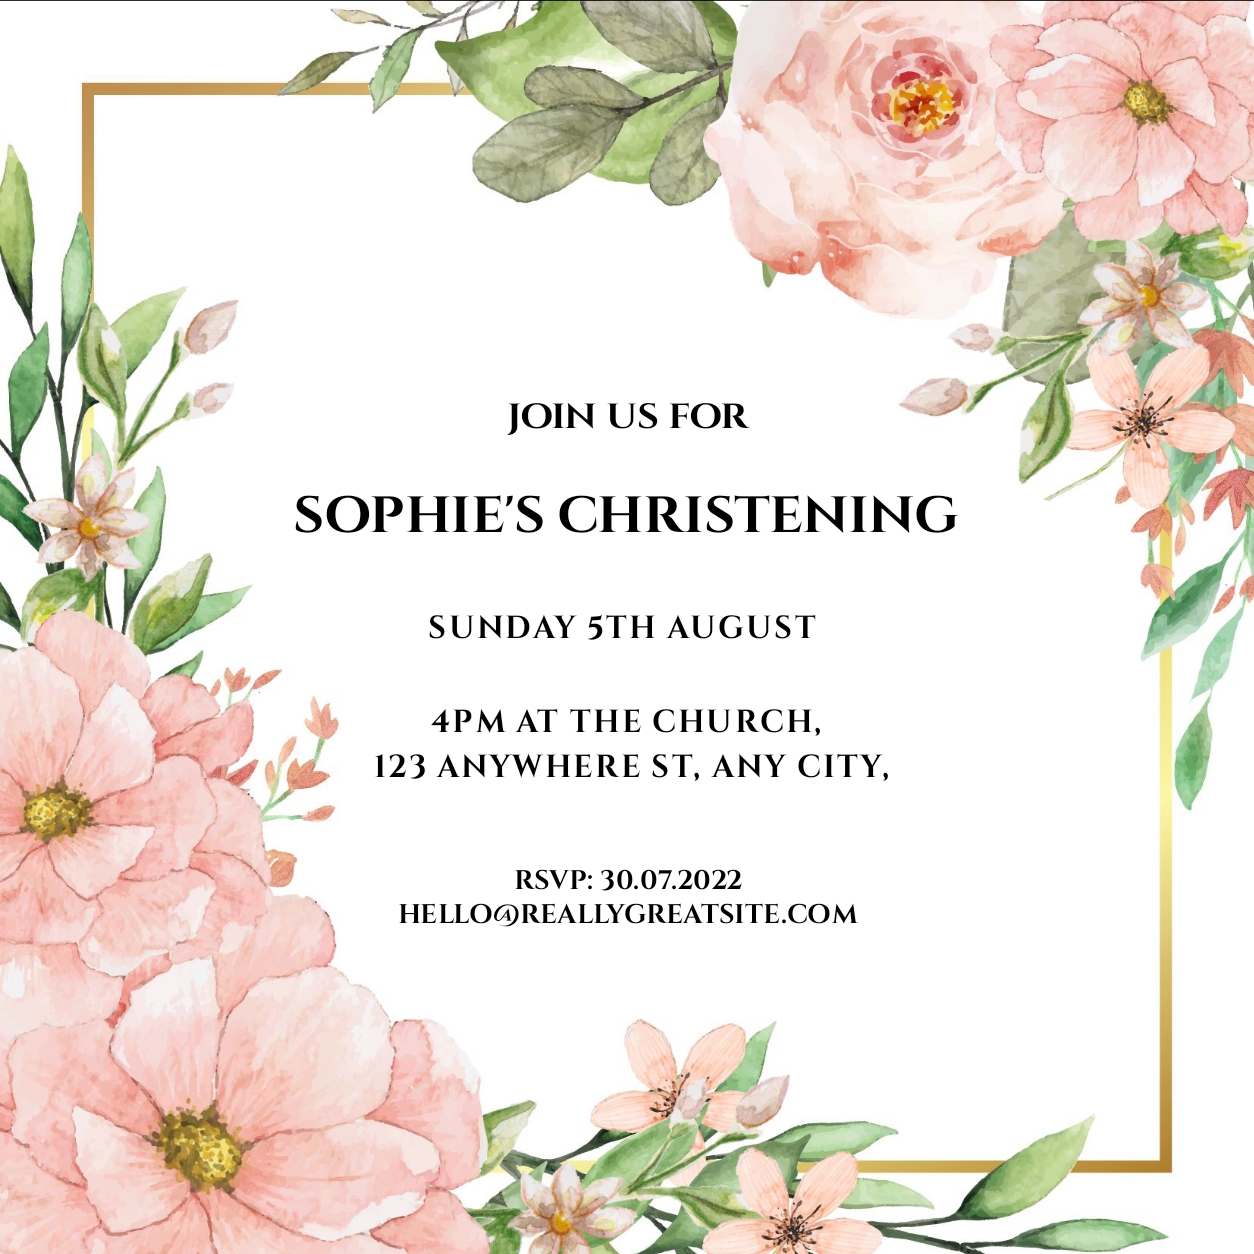 JOIN US FOR
SOPHIE'S CHRISTENING
SUNDAY 5TH AUGUST
4PM AT THE CHURCH,
123 ANYWHERE ST, ANY CITY,
RSVP: 30.07.2022
HELLO@REALLYGREATSITE.COM